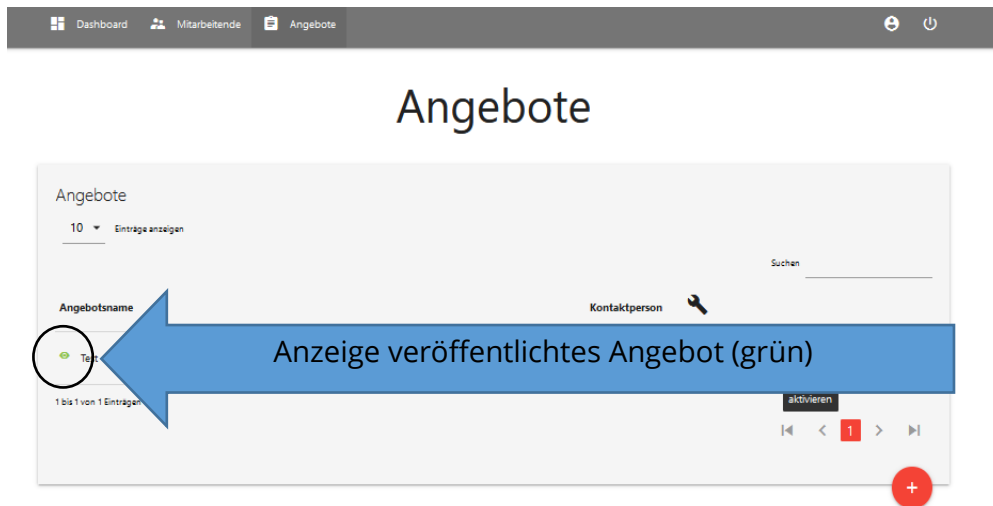 Dashboard Mitarbeitende Angebote
Angebote
Angebote
10 Einträge anzeigen
Suchen
Angebotsname Kontaktperson
Test
Anzeige veröffentlichtes Angebot (grün)
1 bis 1 von 1 Einträgen
aktivieren
1
+